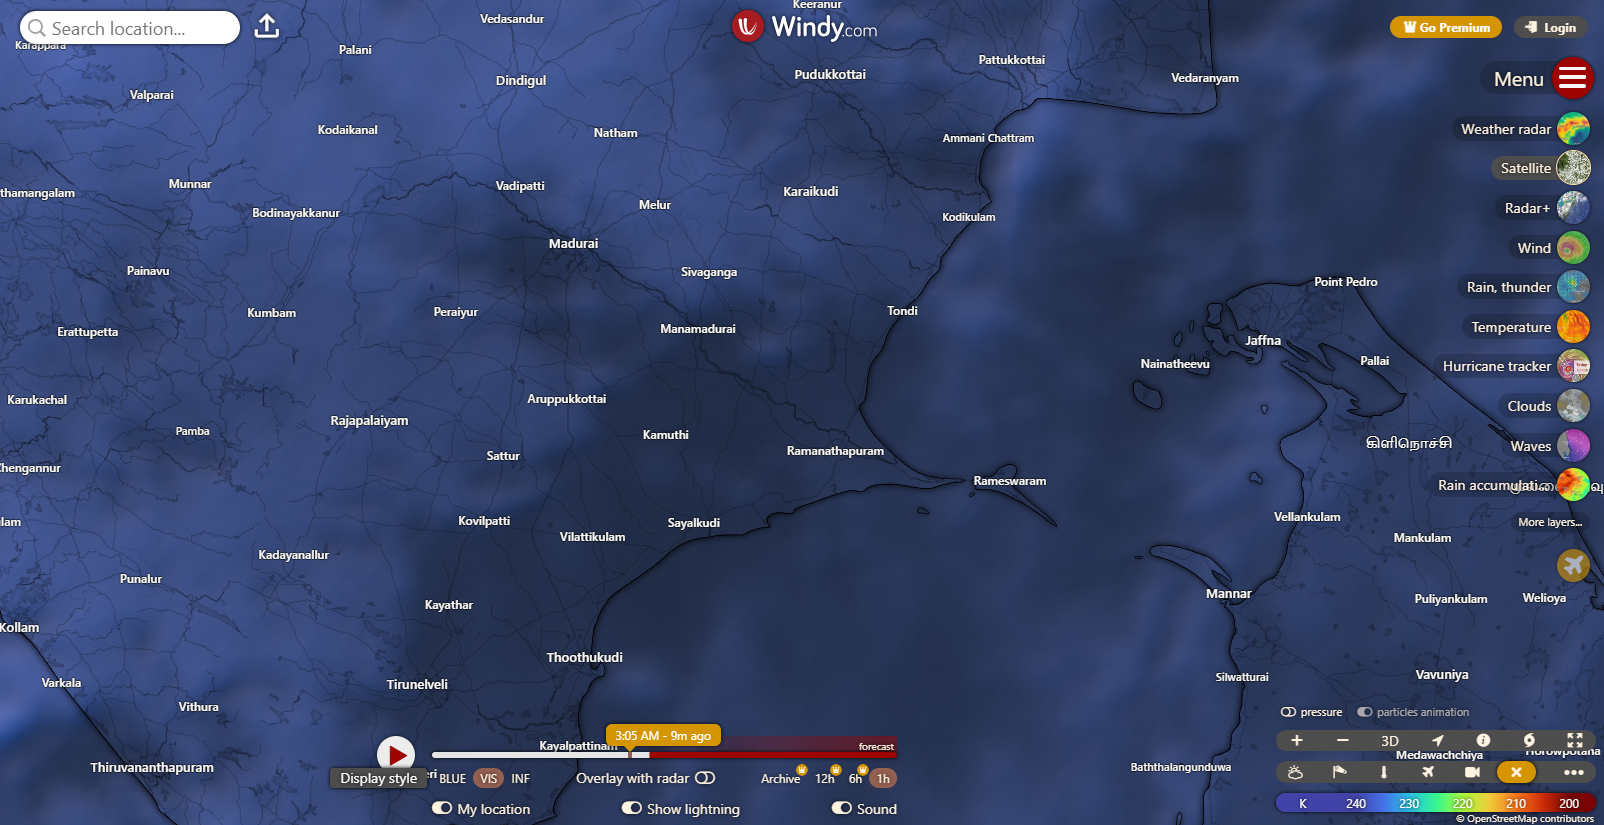 Search location...
Windy.com
Go Premium
Login
Menu
Weather radar
Satellite
Radar+
Wind
Rain, thunder
Temperature
Hurricane tracker
Clouds
Waves
Rain accumulati...
More layers...
Keeranur
Vedasandur
Karappara
Palani
Pattukkottai
Pudukkottai
Vedaranyam
Dindigul
Valparai
Kodaikanal
Natham
Ammani Chattram
Munnar
Vadipatti
Karaikudi
thamangalam
Melur
Bodinayakkanur
Kodikulam
Madurai
Painavu
Sivaganga
Point Pedro
Kumbam
Peraiyur
Tondi
Erattupetta
Manamadurai
Jaffna
Nainatheevu
Pallai
Karukachal
Aruppukkottai
Rajapalaiyam
Pamba
Kamuthi
கிளிநொச்சி
Ramanathapuram
Sattur
Chengannur
Rameswaram
Kovilpatti
Sayalkudi
Vellankulam
Vilattikulam
Mankulam
Kadayanallur
Punalur
Mannar
Puliyankulam
Welioya
Kayathar
Kollam
Thoothukudi
Vavuniya
Silwatturai
Varkala
Tirunelveli
Vithura
Kayalpattinam
Thiruvananthapuram
Baththalangunduwa
Medawachchiya
Horowpotana
3:05 AM - 9m ago
forecast
Display style
BLUE
VIS
INF
Overlay with radar
Archive
12h
6h
1h
My location
Show lightning
Sound
pressure
particles animation
3D
K 240 230 220 210 200
© OpenStreetMap contributors